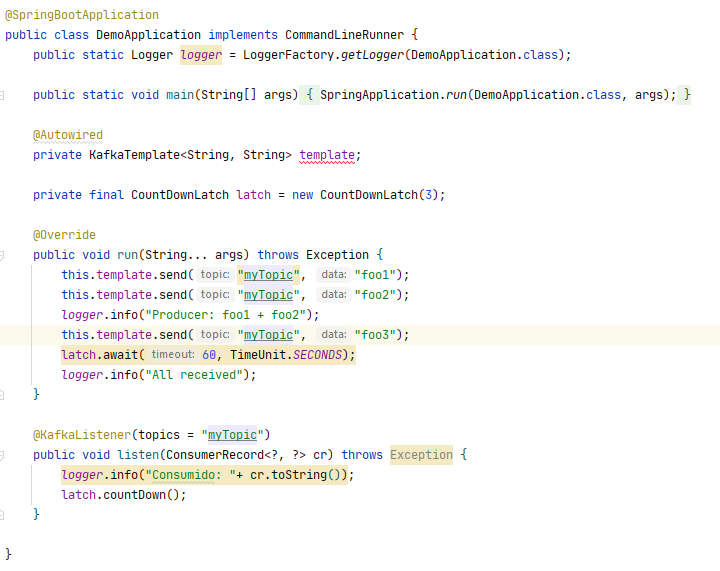 @SpringBootApplication
public class DemoApplication implements CommandLineRunner {
public static Logger logger = LoggerFactory.getLogger(DemoApplication.class);
public static void main(String[] args) { SpringApplication.run(DemoApplication.class, args); }
@Autowired
private KafkaTemplate<String, String> template;
private final CountDownLatch latch = new CountDownLatch(3);
@Override
public void run(String... args) throws Exception {
this.template.send( topic: "myTopic", data: "foo1");
this.template.send( topic: "myTopic", data: "foo2");
logger.info("Producer: foo1 + foo2");
this.template.send( topic: "myTopic", data: "foo3");
latch.await( timeout: 60, TimeUnit.SECONDS);
logger.info("All received");
}
@KafkaListener(topics = "myTopic")
public void listen(ConsumerRecord<?, ?> cr) throws Exception {
logger.info("Consumido: "+ cr.toString());
latch.countDown();
}
}